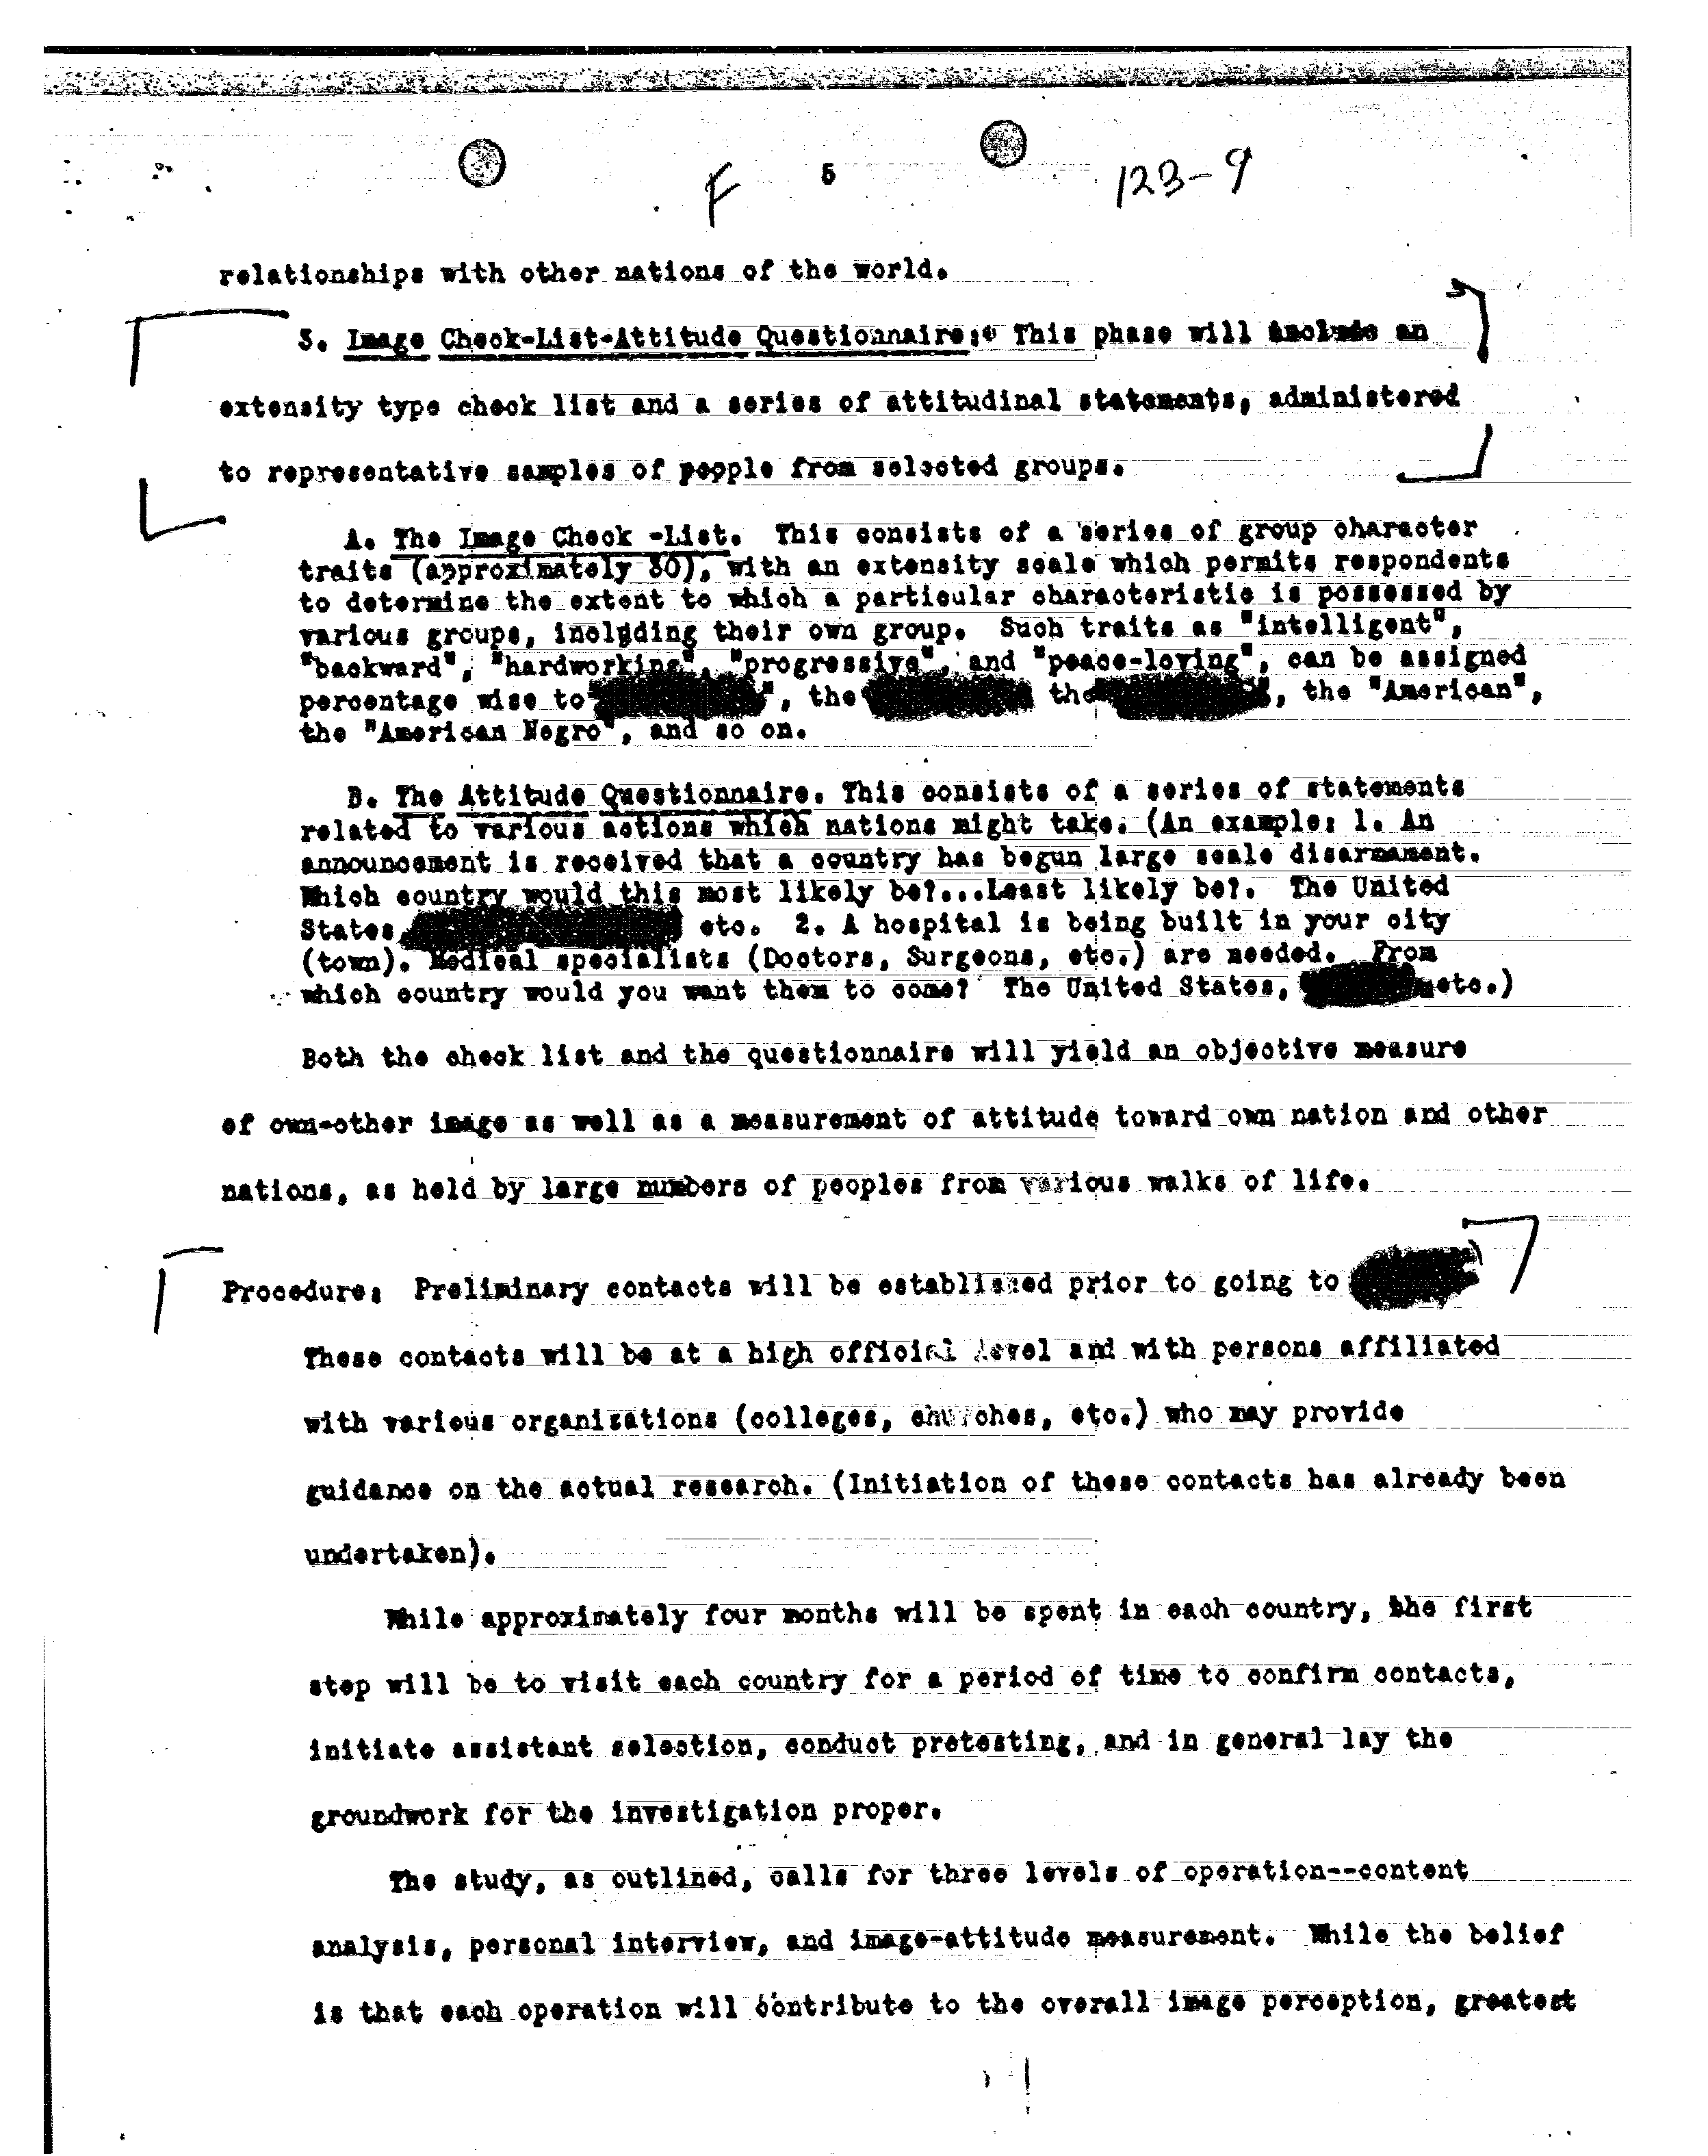 F 5 123-9
relationships with other nations of the world.
3. Image Check-List-Attitude Questionnaire: This phase will include an
extensity type check list and a series of attitudinal statements, administered
to representative samples of people from selected groups.
A. The Image Check -List. This consists of a series of group character
traits (approximately 30), with an extensity scale which permits respondents
to determine the extent to which a particular characteristic is possessed by
various groups, including their own group. Such traits as "intelligent",
"backward", "hardworking", "progressive", and "peace-loving", can be assigned
percentage wise to " ", the the ", the "American",
the "American Negro", and so on.
B. The Attitude Questionnaire. This consists of a series of statements
related to various actions which nations might take. (An example: 1. An
announcement is received that a country has begun large scale disarmament.
Which country would this most likely be?...Least likely be?. The United
States, etc. 2. A hospital is being built in your city
(town). Medical specialists (Doctors, Surgeons, etc.) are needed. From
which country would you want them to come? The United States, etc.)
Both the check list and the questionnaire will yield an objective measure
of own-other image as well as a measurement of attitude toward own nation and other
nations, as held by large numbers of peoples from various walks of life.
Procedure: Preliminary contacts will be established prior to going to
These contacts will be at a high official level and with persons affiliated
with various organizations (colleges, churches, etc.) who may provide
guidance on the actual research. (Initiation of these contacts has already been
undertaken).
While approximately four months will be spent in each country, the first
step will be to visit each country for a period of time to confirm contacts,
initiate assistant selection, conduct pretesting, and in general lay the
groundwork for the investigation proper.
The study, as outlined, calls for three levels of operation--content
analysis, personal interview, and image-attitude measurement. While the belief
is that each operation will contribute to the overall image perception, greatest